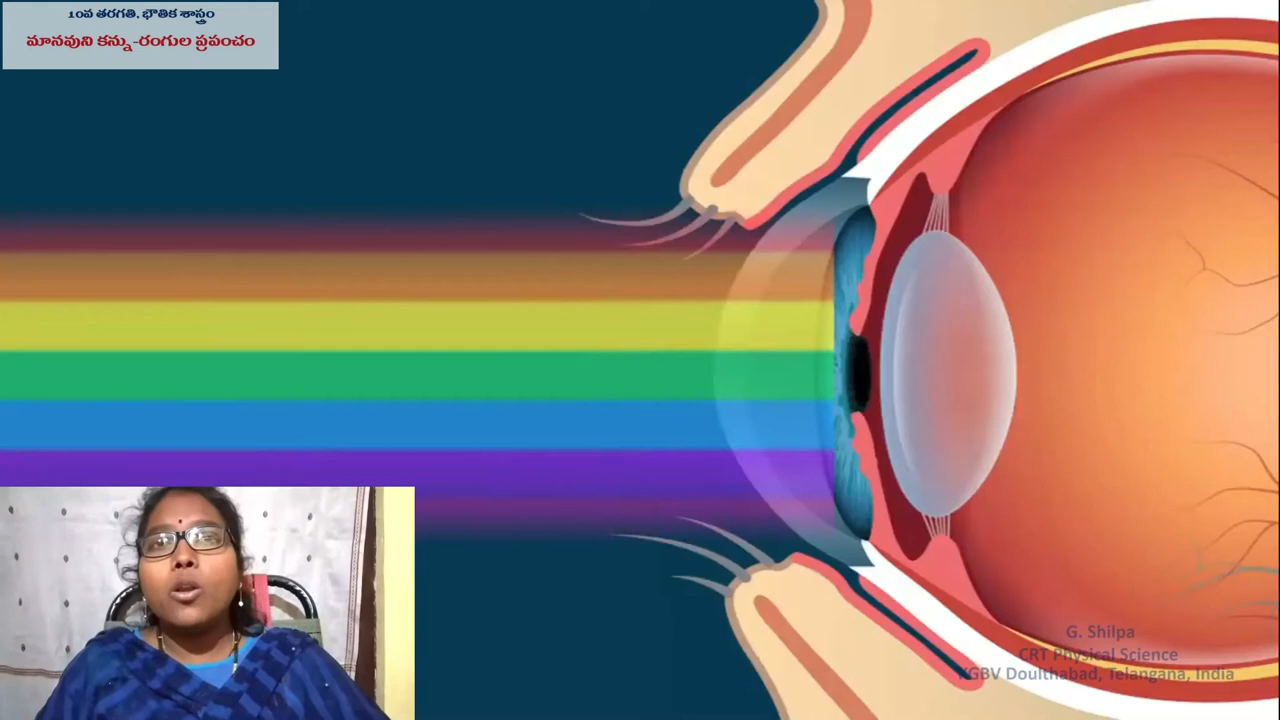 10వ తరగతి, భౌతిక శాస్త్రం
మానవుని కన్ను-రంగుల ప్రపంచం
G. Shilpa
CRT Physical Science
KGBV Doulthabad, Telangana, India